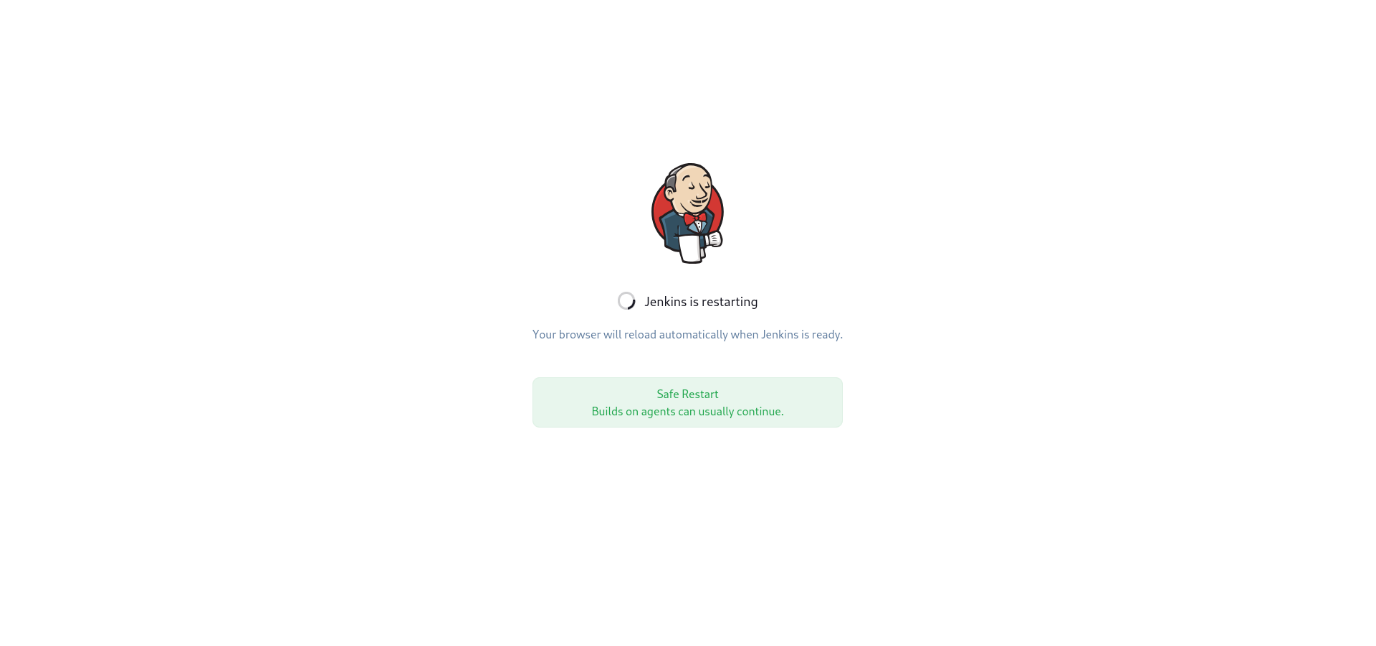 Jenkins is restarting
Your browser will reload automatically when Jenkins is ready.
Safe Restart
Builds on agents can usually continue.